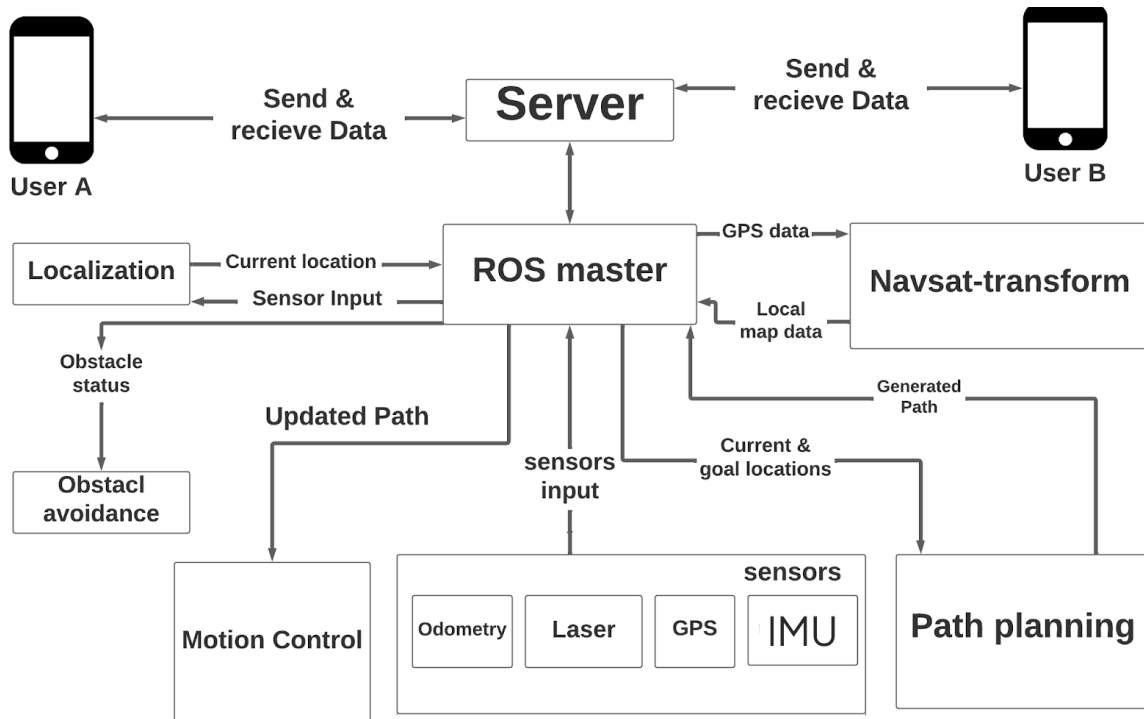 Send &
recieve Data
Server
Send &
recieve Data
User A
User B
Localization
Current location
Sensor Input
ROS master
GPS data
Local
map data
Navsat-transform
Obstacle
status
Updated Path
sensors
input
Current &
goal locations
Generated
Path
Obstacl
avoidance
Motion Control
sensors
Odometry
Laser
GPS
IMU
Path planning